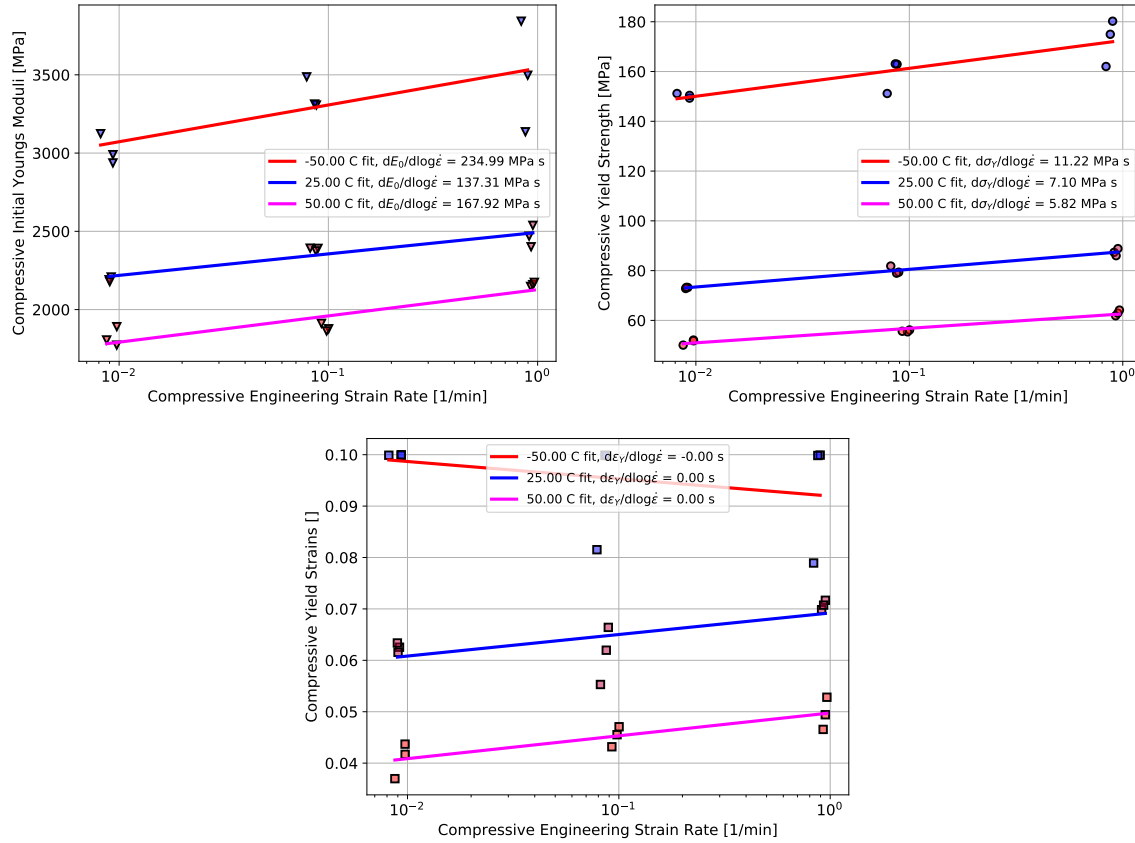 Compressive Initial Youngs Moduli [MPa]
3500
3000
2500
2000
-50.00 C fit, dE₀/dlogε̇ = 234.99 MPa s
25.00 C fit, dE₀/dlogε̇ = 137.31 MPa s
50.00 C fit, dE₀/dlogε̇ = 167.92 MPa s
10⁻² 10⁻¹ 10⁰
Compressive Engineering Strain Rate [1/min]
Compressive Yield Strength [MPa]
180
160
140
120
100
80
60
-50.00 C fit, dσ_Y/dlogε̇ = 11.22 MPa s
25.00 C fit, dσ_Y/dlogε̇ = 7.10 MPa s
50.00 C fit, dσ_Y/dlogε̇ = 5.82 MPa s
10⁻² 10⁻¹ 10⁰
Compressive Engineering Strain Rate [1/min]
Compressive Yield Strains []
0.10
0.09
0.08
0.07
0.06
0.05
0.04
-50.00 C fit, dε_Y/dlogε̇ = -0.00 s
25.00 C fit, dε_Y/dlogε̇ = 0.00 s
50.00 C fit, dε_Y/dlogε̇ = 0.00 s
10⁻² 10⁻¹ 10⁰
Compressive Engineering Strain Rate [1/min]